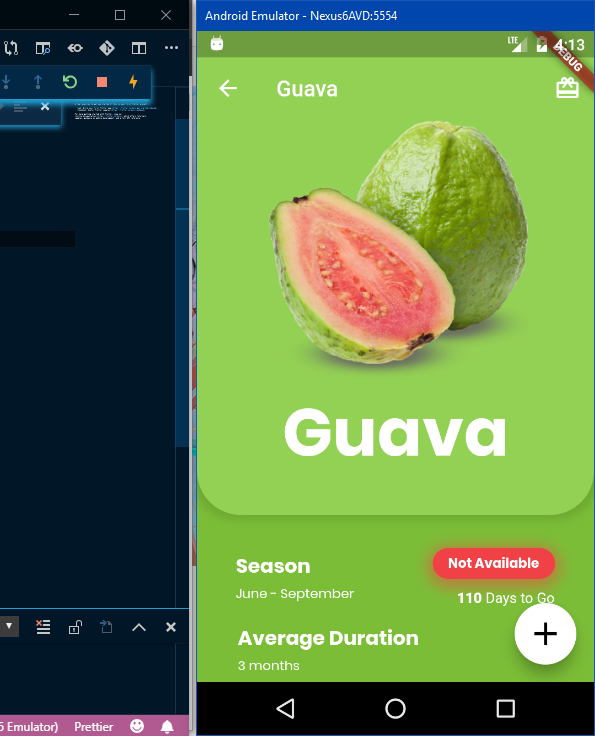 Android Emulator - Nexus6AVD:5554
LTE
4:13
DEBUG
Guava
Guava
Season
Not Available
June - September
110 Days to Go
Average Duration
3 months
Emulator)
Prettier